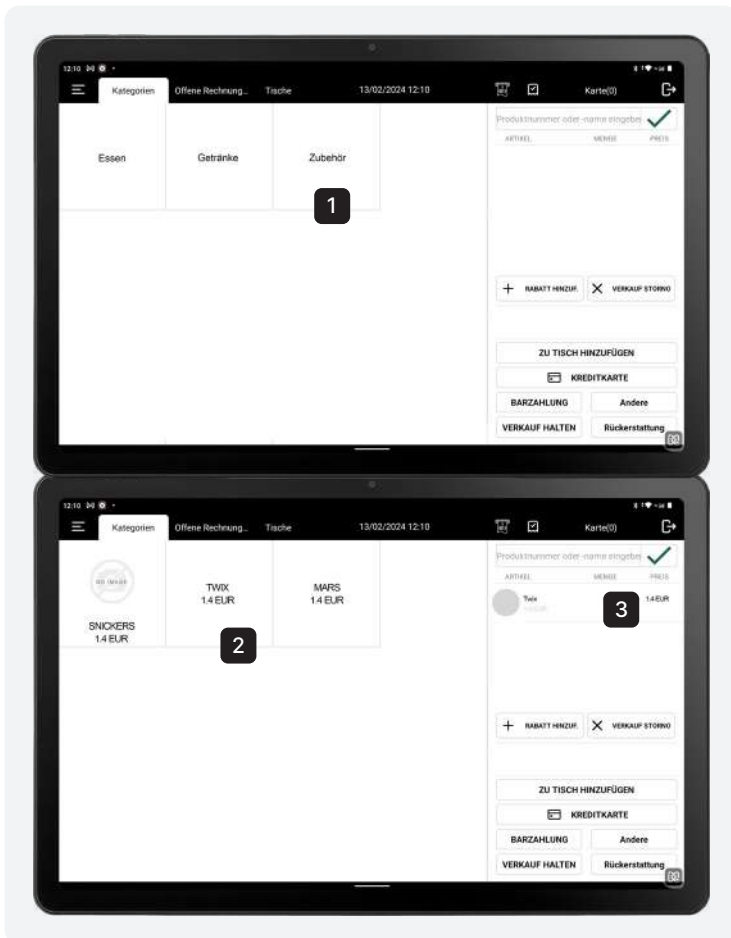 12:10
Kategorien Offene Rechnung... Tische 13/02/2024 12:10 Karte(0)
Essen Getränke Zubehör
1
Produktnummer oder -name eingeben
ARTIKEL MENGE PREIS
RABATT HINZUF. VERKAUF STORNO
ZU TISCH HINZUFÜGEN
KREDITKARTE
BARZAHLUNG Andere
VERKAUF HALTEN Rückerstattung
12:10
Kategorien Offene Rechnung... Tische 13/02/2024 12:10 Karte(0)
NO IMAGE
SNICKERS
1.4 EUR
TWIX
1.4 EUR
MARS
1.4 EUR
2
Produktnummer oder -name eingeben
ARTIKEL MENGE PREIS
Twix 1.4 EUR
3
RABATT HINZUF. VERKAUF STORNO
ZU TISCH HINZUFÜGEN
KREDITKARTE
BARZAHLUNG Andere
VERKAUF HALTEN Rückerstattung